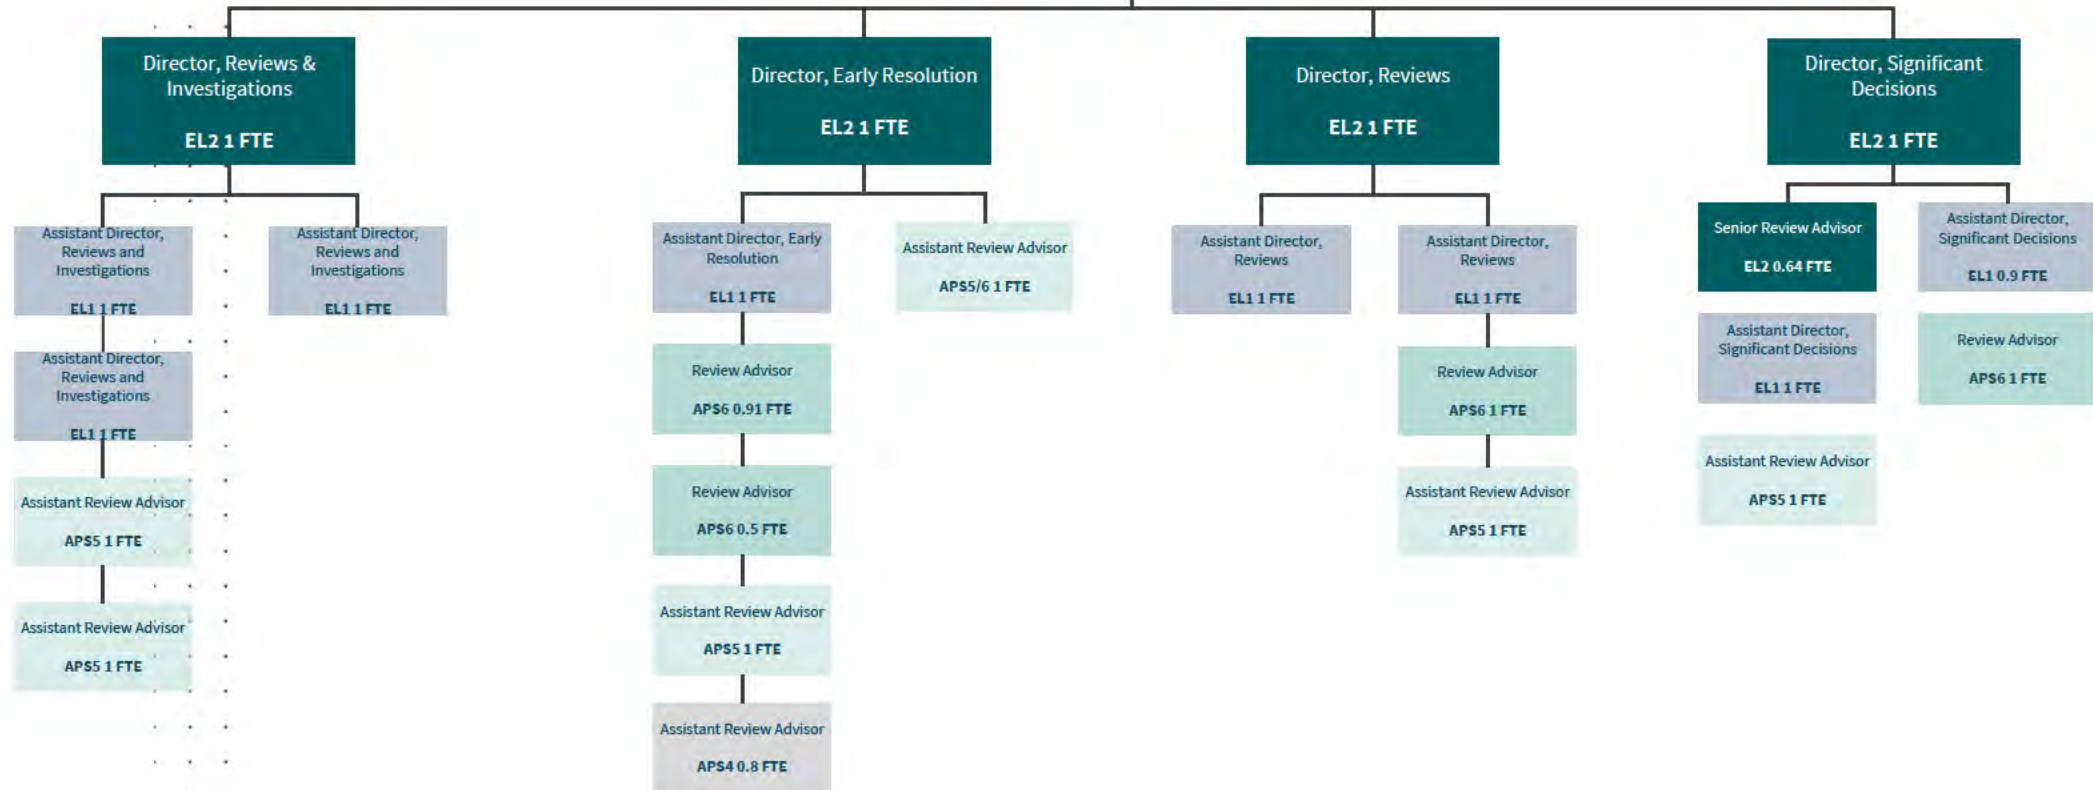 Director, Reviews &
Investigations
EL2 1 FTE
Director, Early Resolution
EL2 1 FTE
Director, Reviews
EL2 1 FTE
Director, Significant
Decisions
EL2 1 FTE
Assistant Director,
Reviews and
Investigations
EL1 1 FTE
Assistant Director,
Reviews and
Investigations
EL1 1 FTE
Assistant Director,
Reviews and
Investigations
EL1 1 FTE
Assistant Review Advisor
APS5 1 FTE
Assistant Review Advisor
APS5 1 FTE
Assistant Director, Early
Resolution
EL1 1 FTE
Assistant Review Advisor
APS5/6 1 FTE
Review Advisor
APS6 0.91 FTE
Review Advisor
APS6 0.5 FTE
Assistant Review Advisor
APS5 1 FTE
Assistant Review Advisor
APS4 0.8 FTE
Assistant Director,
Reviews
EL1 1 FTE
Assistant Director,
Reviews
EL1 1 FTE
Review Advisor
APS6 1 FTE
Assistant Review Advisor
APS5 1 FTE
Senior Review Advisor
EL2 0.64 FTE
Assistant Director,
Significant Decisions
EL1 0.9 FTE
Assistant Director,
Significant Decisions
EL1 1 FTE
Review Advisor
APS6 1 FTE
Assistant Review Advisor
APS5 1 FTE